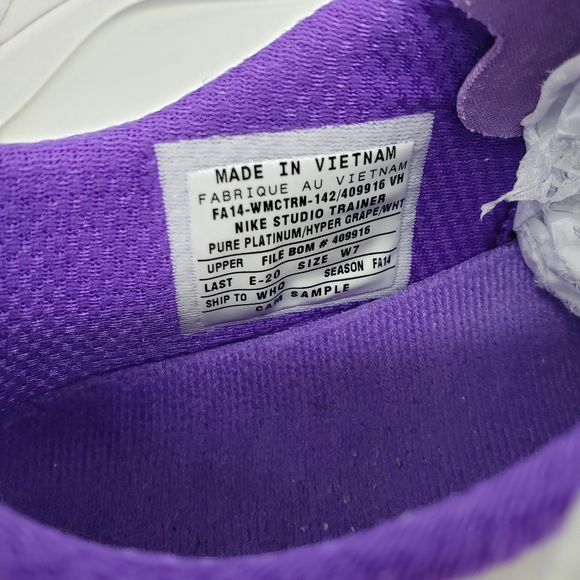 MADE IN VIETNAM
FABRIQUE AU VIETNAM
FA14-WMCTRN-142/409916 VH
NIKE STUDIO TRAINER
PURE PLATINUM/HYPER GRAPE/WHT
UPPER FILE BOM # 409916
LAST E-20 SIZE W7
SHIP TO WHO SEASON FA14
SAMPLE